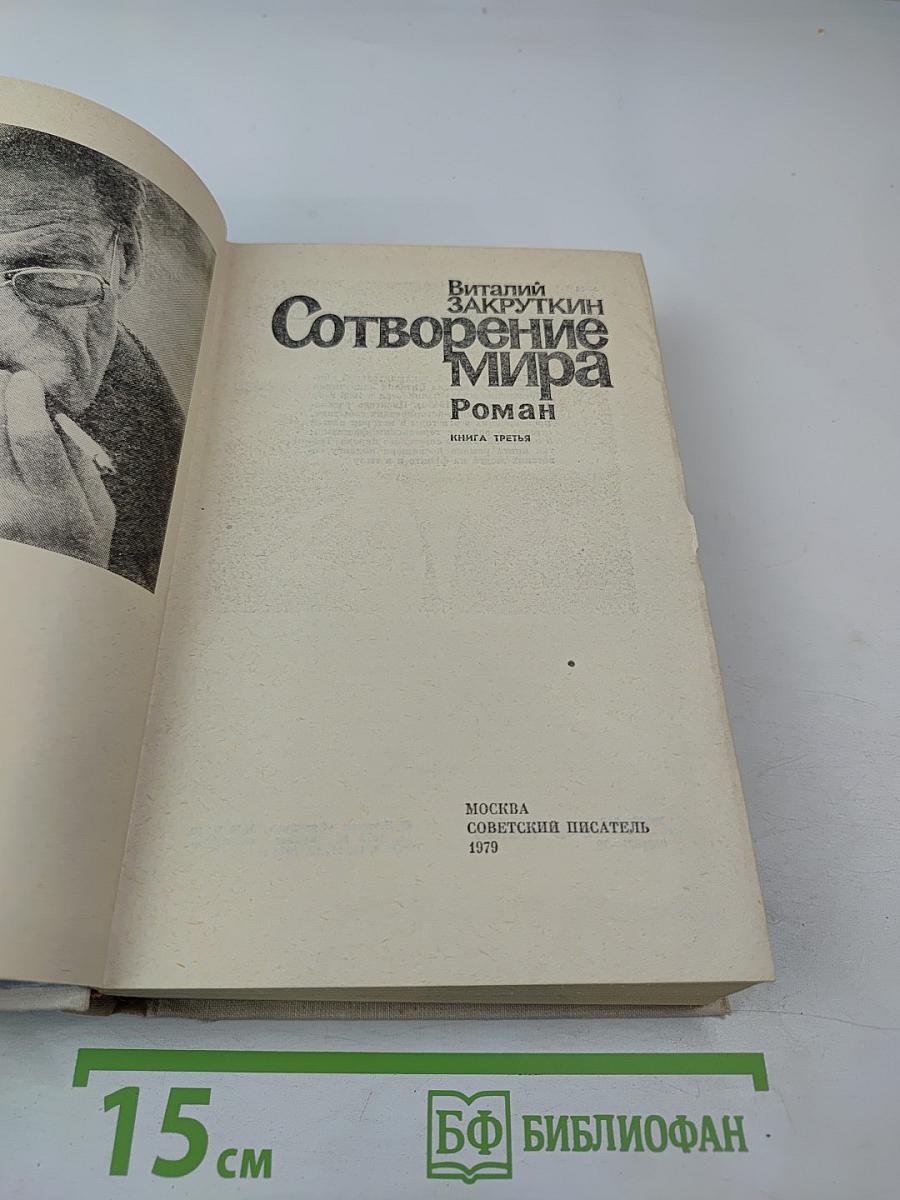 Виталий
ЗАКРУТКИН
Сотворение
мира
Роман
КНИГА ТРЕТЬЯ
МОСКВА
СОВЕТСКИЙ ПИСАТЕЛЬ
1979
15 см
БФ БИБЛИОФАН